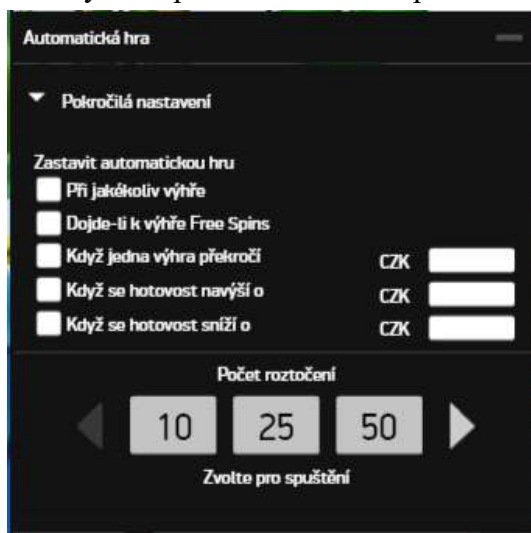 Automatická hra
Pokročilá nastavení
Zastavit automatickou hru
Při jakékoliv výhře
Dojde-li k výhře Free Spins
Když jedna výhra překročí CZK
Když se hotovost navýší o CZK
Když se hotovost sníží o CZK
Počet roztočení
10 25 50
Zvolte pro spuštění